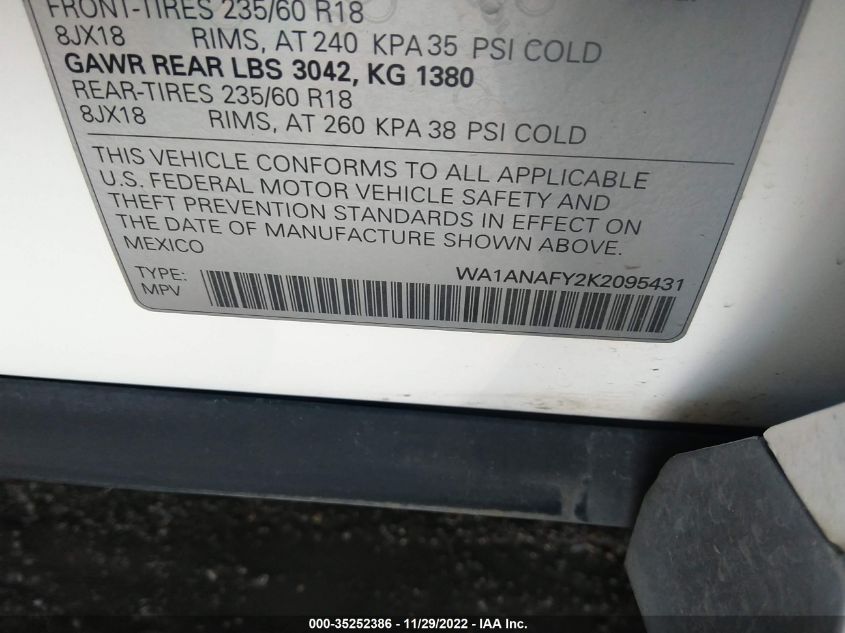 FRONT-TIRES 235/60 R18
8JX18 RIMS, AT 240 KPA 35 PSI COLD
GAWR REAR LBS 3042, KG 1380
REAR-TIRES 235/60 R18
8JX18 RIMS, AT 260 KPA 38 PSI COLD
THIS VEHICLE CONFORMS TO ALL APPLICABLE
U.S. FEDERAL MOTOR VEHICLE SAFETY AND
THEFT PREVENTION STANDARDS IN EFFECT ON
THE DATE OF MANUFACTURE SHOWN ABOVE.
MEXICO
TYPE: WA1ANAFY2K2095431
MPV
000-35252386 - 11/29/2022 - IAA Inc.